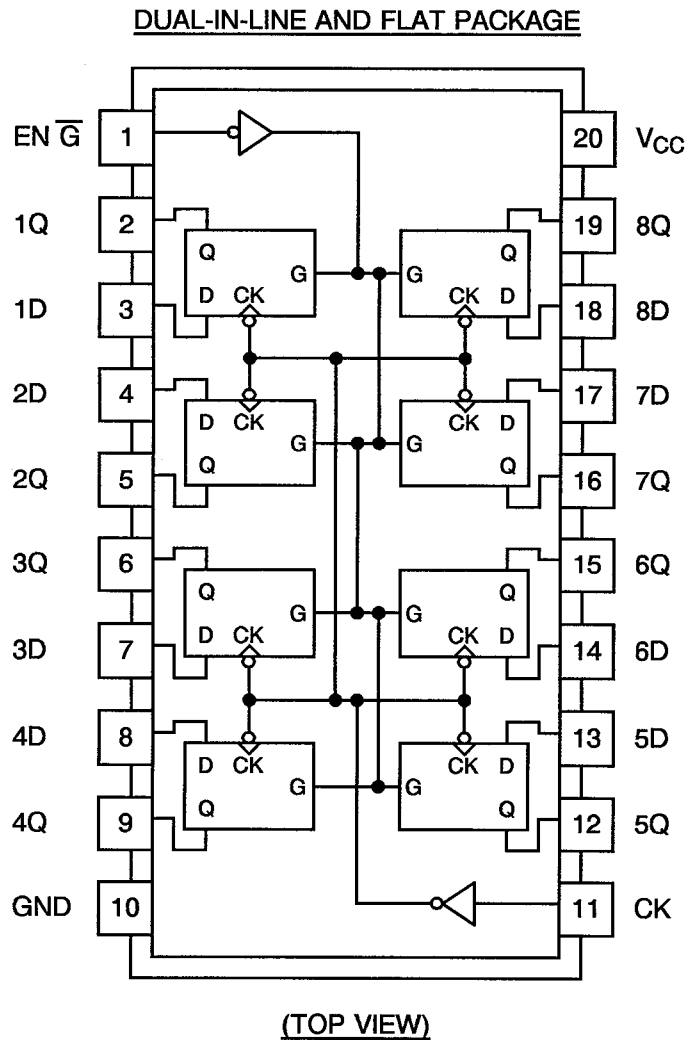 DUAL-IN-LINE AND FLAT PACKAGE
EN G̅ 1 20 VCC
1Q 2 19 8Q
Q Q
G G
1D 3 D CK CK D 18 8D
2D 4 17 7D
D CK CK D
G G
Q Q
2Q 5 16 7Q
3Q 6 15 6Q
Q Q
G G
D CK CK D
3D 7 14 6D
4D 8 13 5D
D CK CK D
G G
Q Q
4Q 9 12 5Q
GND 10 11 CK
(TOP VIEW)